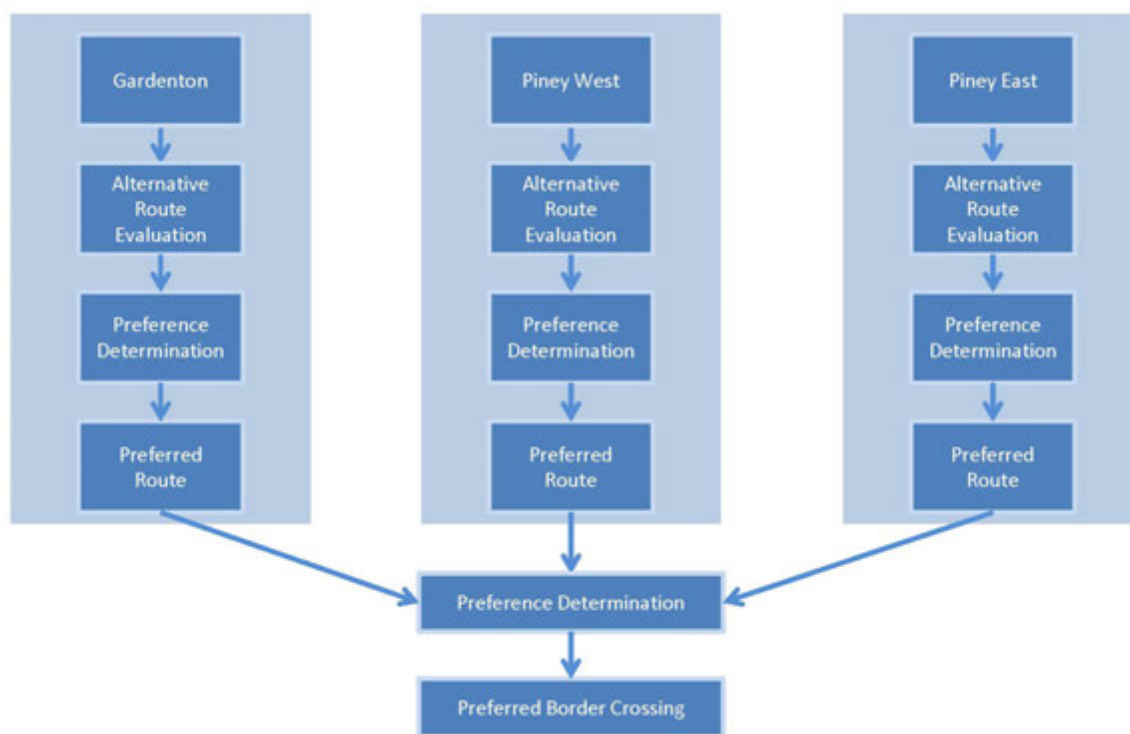 Gardenton
Alternative
Route
Evaluation
Preference
Determination
Preferred
Route
Piney West
Alternative
Route
Evaluation
Preference
Determination
Preferred
Route
Piney East
Alternative
Route
Evaluation
Preference
Determination
Preferred
Route
Preference Determination
Preferred Border Crossing